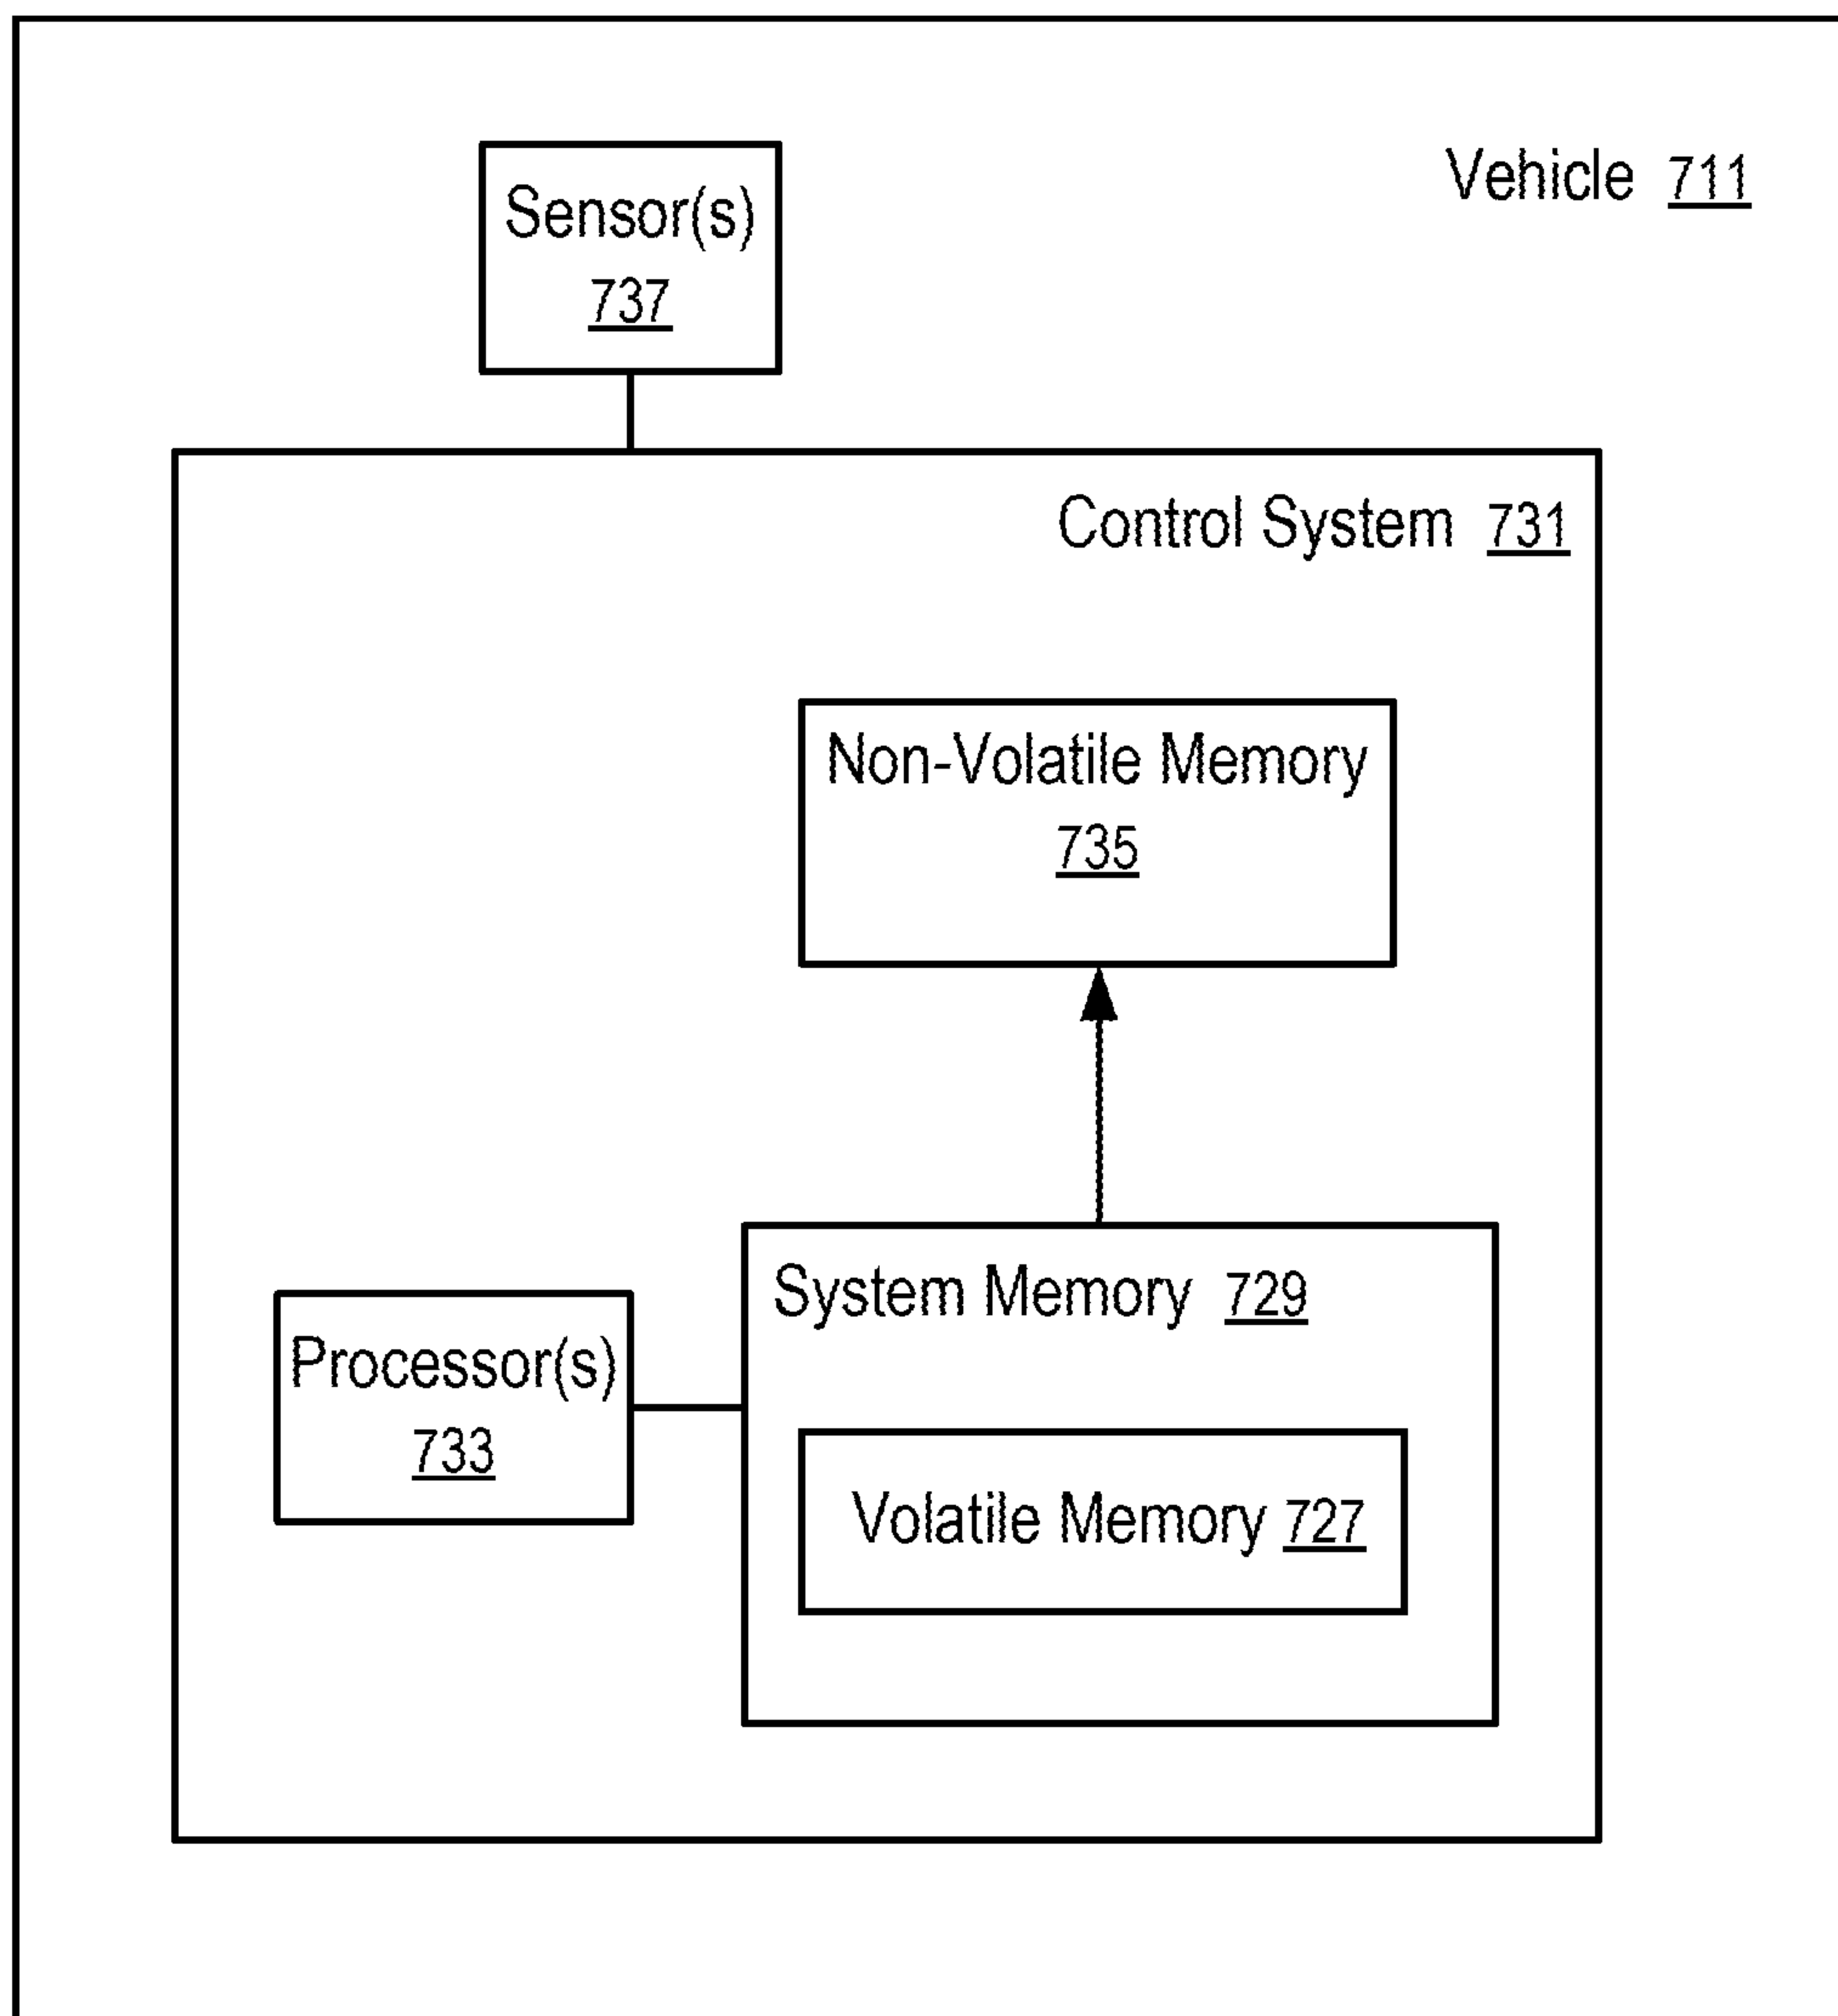 Vehicle 711
Sensor(s)
737
Control System 731
Non-Volatile Memory
735
System Memory 729
Processor(s)
733
Volatile Memory 727